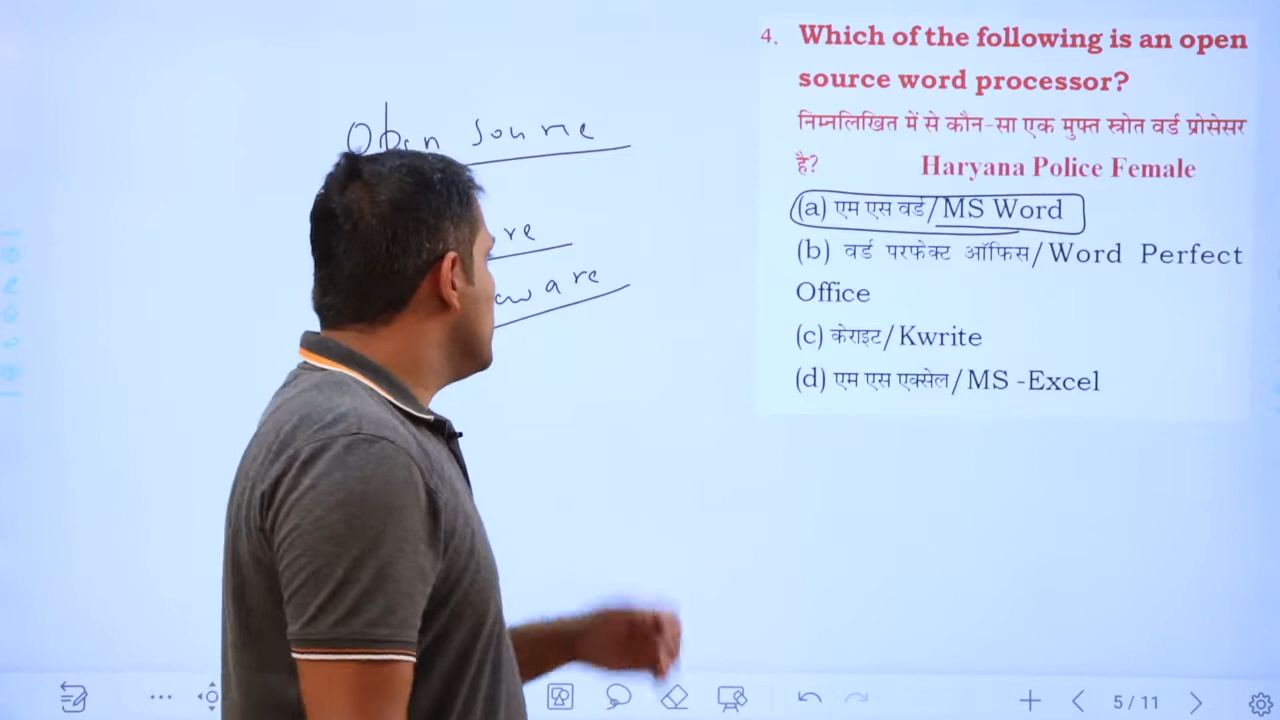 4. Which of the following is an open
source word processor?
निम्नलिखित में से कौन-सा एक मुफ्त स्त्रोत वर्ड प्रोसेसर
है? Haryana Police Female
(a) एम एस वर्ड/MS Word
(b) वर्ड परफेक्ट ऑफिस/Word Perfect
Office
(c) केराइट/Kwrite
(d) एम एस एक्सेल/MS -Excel
Open Source
re
ware
5/11